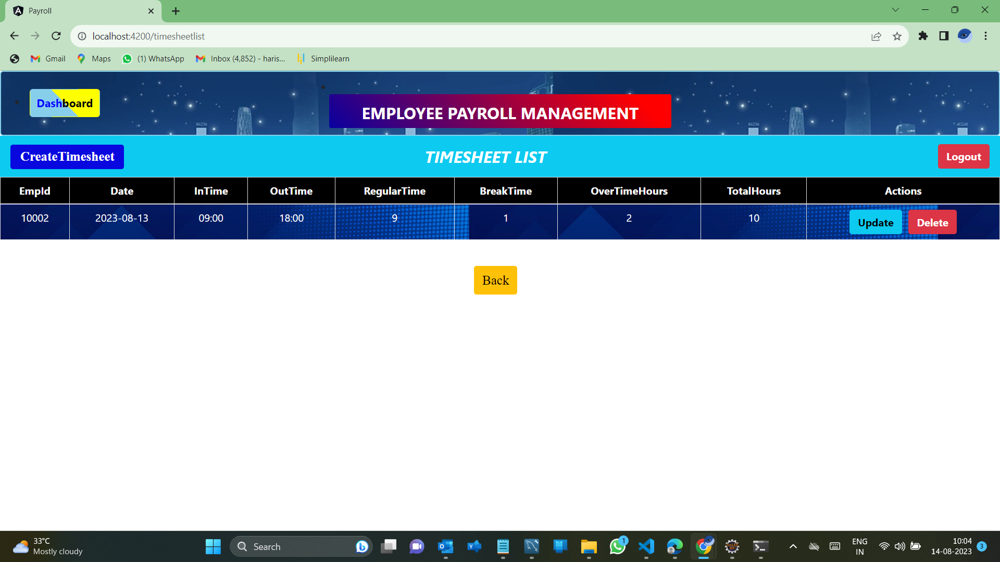 Payroll
localhost:4200/timesheetlist
Gmail Maps (1) WhatsApp Inbox (4,852) - haris... Simplilearn
Dashboard
EMPLOYEE PAYROLL MANAGEMENT
B6236 B6236
CreateTimesheet TIMESHEET LIST Logout
EmpId Date InTime OutTime RegularTime BreakTime OverTimeHours TotalHours Actions
10002 2023-08-13 09:00 18:00 9 1 2 10 Update Delete
Back
33°C
Mostly cloudy
Search
1
ENG
IN
10:04
14-08-2023
3